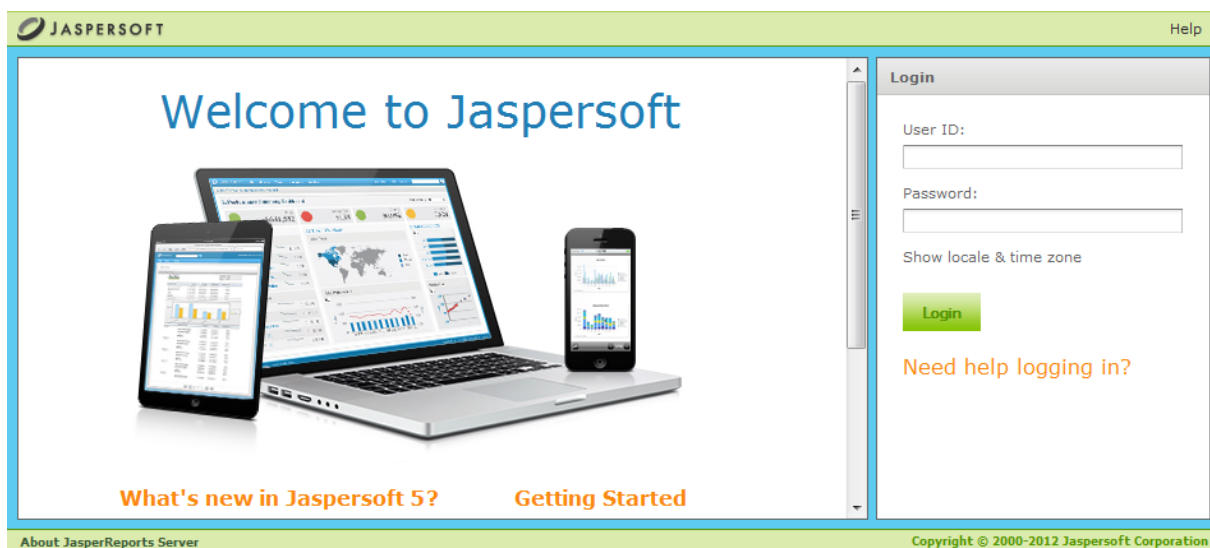 JASPERSOFT
Help
Welcome to Jaspersoft
What's new in Jaspersoft 5?
Getting Started
Login
User ID:
Password:
Show locale & time zone
Login
Need help logging in?
About JasperReports Server
Copyright © 2000-2012 Jaspersoft Corporation